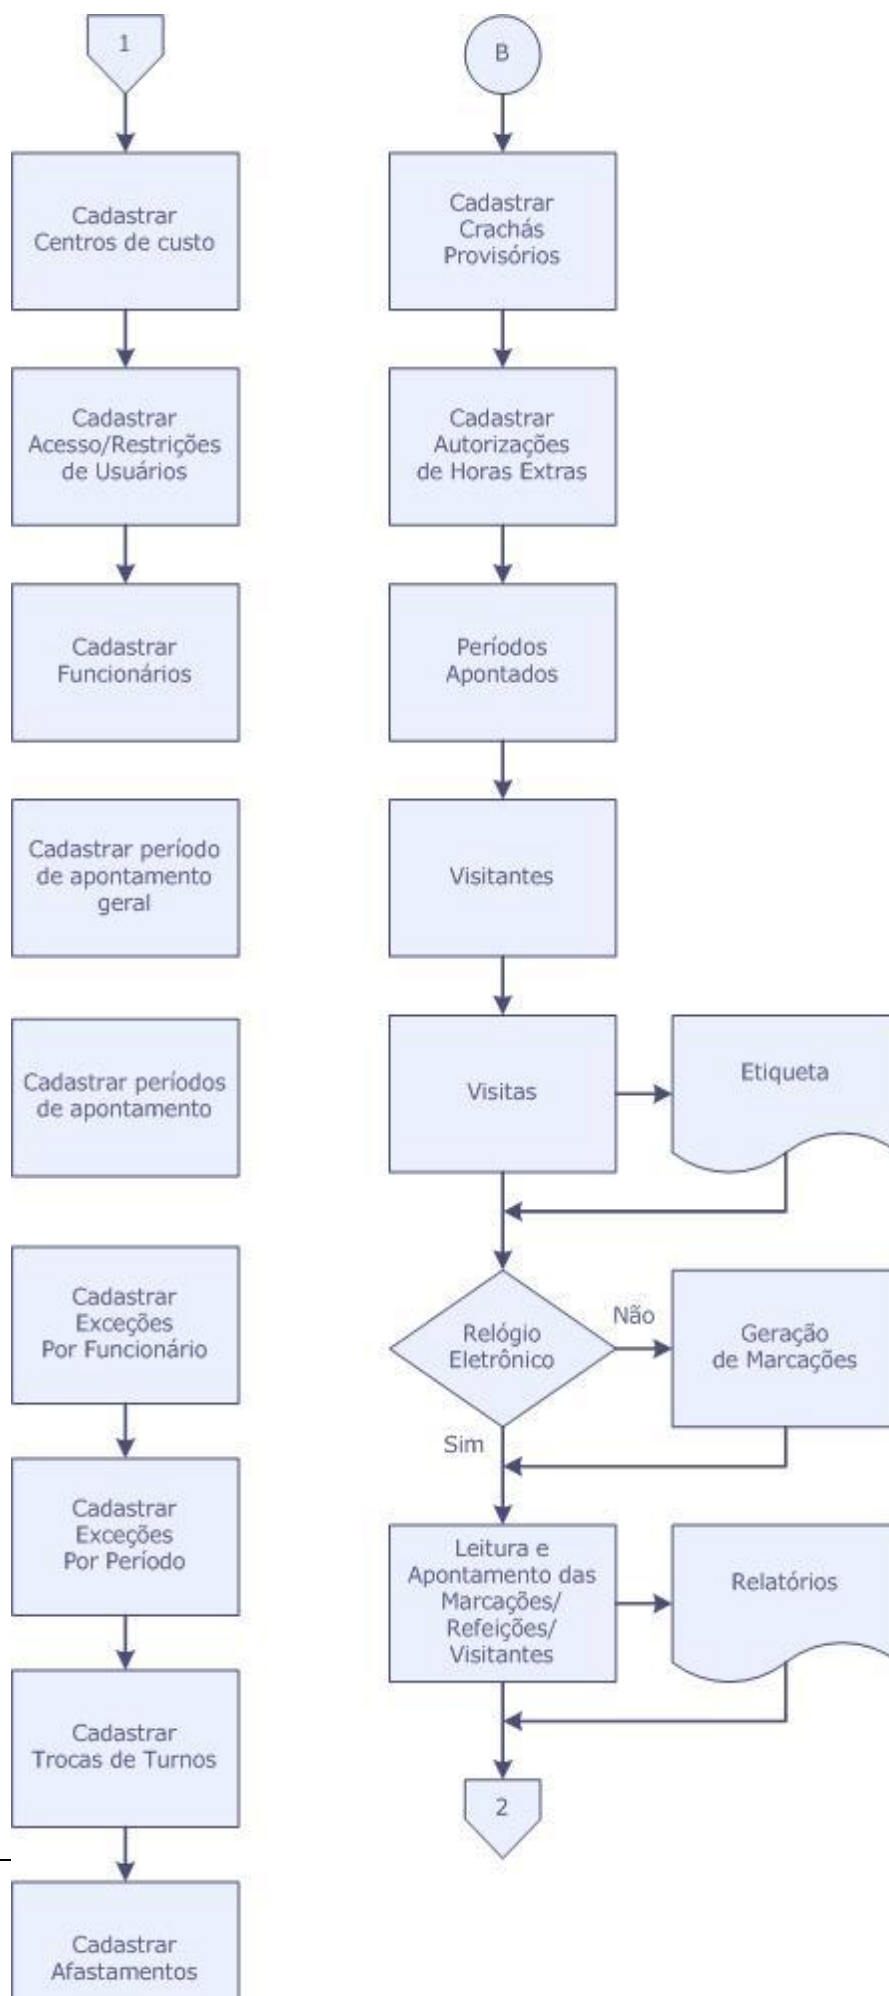 1
Cadastrar
Centros de custo
Cadastrar
Acesso/Restrições
de Usuários
Cadastrar
Funcionários
Cadastrar período
de apontamento
geral
Cadastrar períodos
de apontamento
Cadastrar
Exceções
Por Funcionário
Cadastrar
Exceções
Por Período
Cadastrar
Trocas de Turnos
Cadastrar
Afastamentos
B
Cadastrar
Crachás
Provisórios
Cadastrar
Autorizações
de Horas Extras
Períodos
Apontados
Visitantes
Visitas
Etiqueta
Relógio
Eletrônico
Não
Geração
de Marcações
Sim
Leitura e
Apontamento das
Marcações/
Refeições/
Visitantes
Relatórios
2